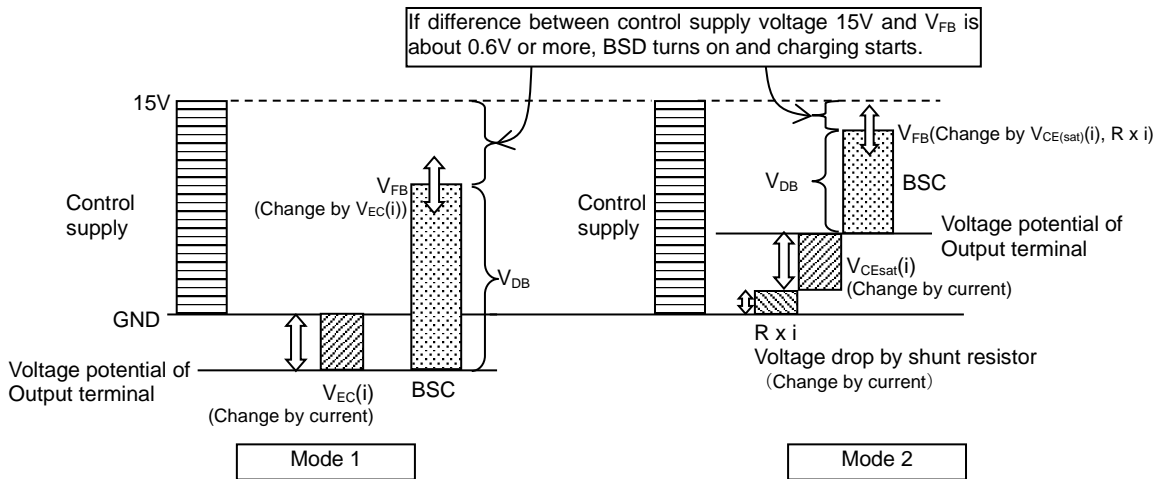 If difference between control supply voltage 15V and VFB is
about 0.6V or more, BSD turns on and charging starts.
15V
Control
supply
GND
Voltage potential of
Output terminal
VEC(i)
(Change by current)
VFB
(Change by VEC(i))
VDB
BSC
Mode 1
Control
supply
VFB(Change by VCE(sat)(i), R x i)
VDB
BSC
Voltage potential of
Output terminal
VCEsat(i)
(Change by current)
R x i
Voltage drop by shunt resistor
（Change by current）
Mode 2